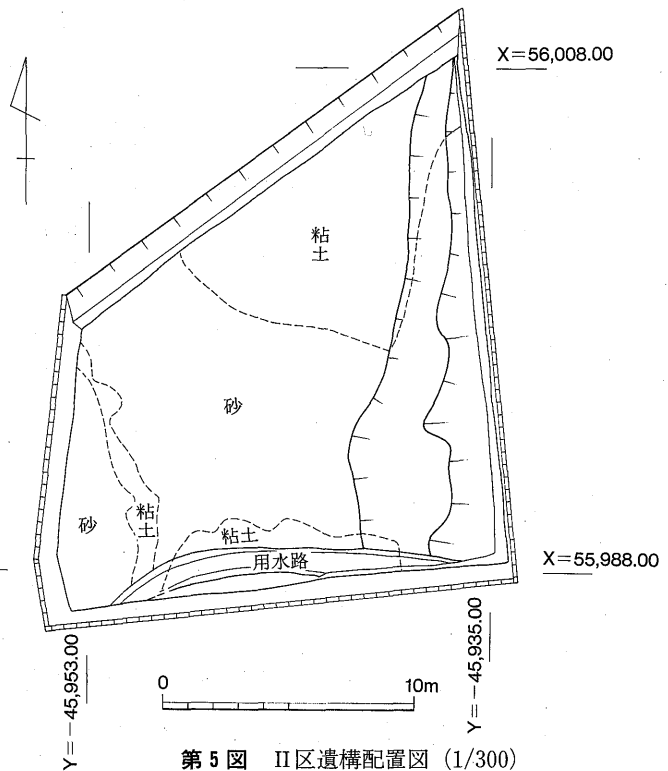 X=56,008.00
粘土
砂
砂
粘土
粘土
用水路
X=55,988.00
Y=-45,953.00
Y=-45,935.00
0
10m
第5図 II区遺構配置図 (1/300)